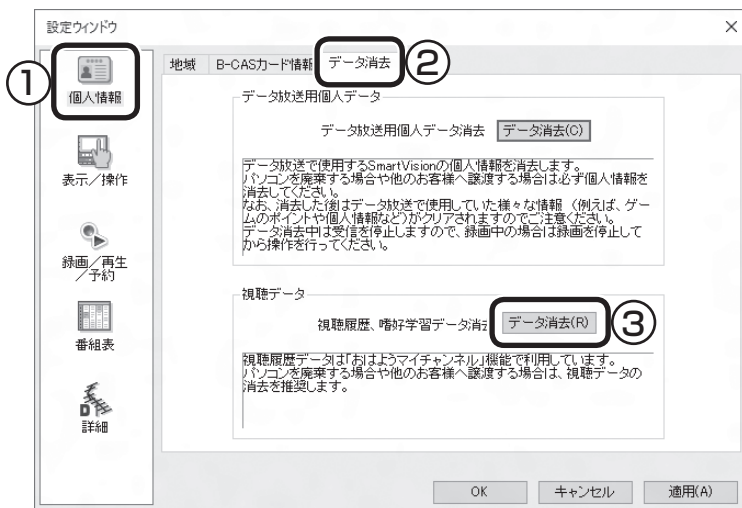 設定ウィンドウ
①
個人情報
表示／操作
録画／再生
／予約
番組表
詳細
地域
B-CASカード情報
データ消去
②
データ放送用個人データ
データ放送用個人データ消去
データ消去(C)
データ放送で使用するSmartVisionの個人情報を消去します。
パソコンを廃棄する場合や他のお客様へ譲渡する場合は必ず個人情報を
消去してください。
なお、消去した後はデータ放送で使用していた様々な情報（例えば、ゲー
ムのポイントや個人情報など）がクリアされますのでご注意ください。
データ消去中は受信を停止しますので、録画中の場合は録画を停止して
から操作を行ってください。
視聴データ
視聴履歴、嗜好学習データ消去
データ消去(R)
③
視聴履歴データは「おはようマイチャンネル」機能で利用しています。
パソコンを廃棄する場合や他のお客様へ譲渡する場合は、視聴データの
消去を推奨します。
OK
キャンセル
適用(A)